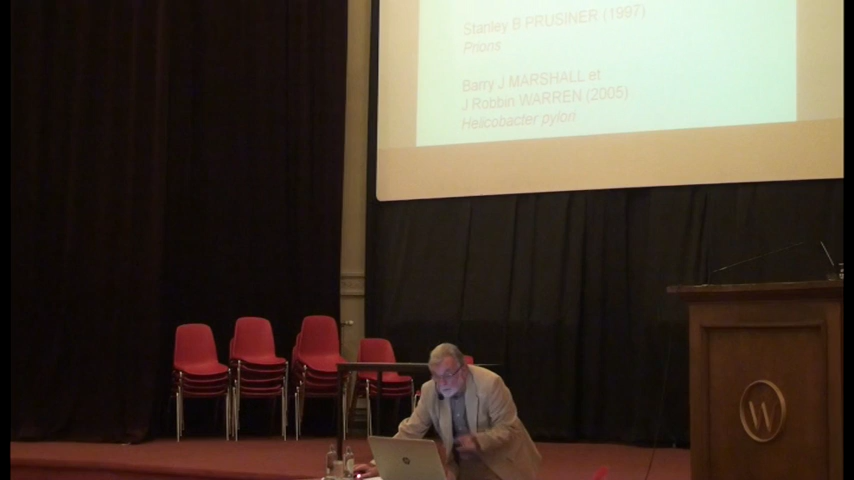 Stanley B PRUSINER (1997)
Prions
Barry J MARSHALL et
J Robbin WARREN (2005)
Helicobacter pylori
W